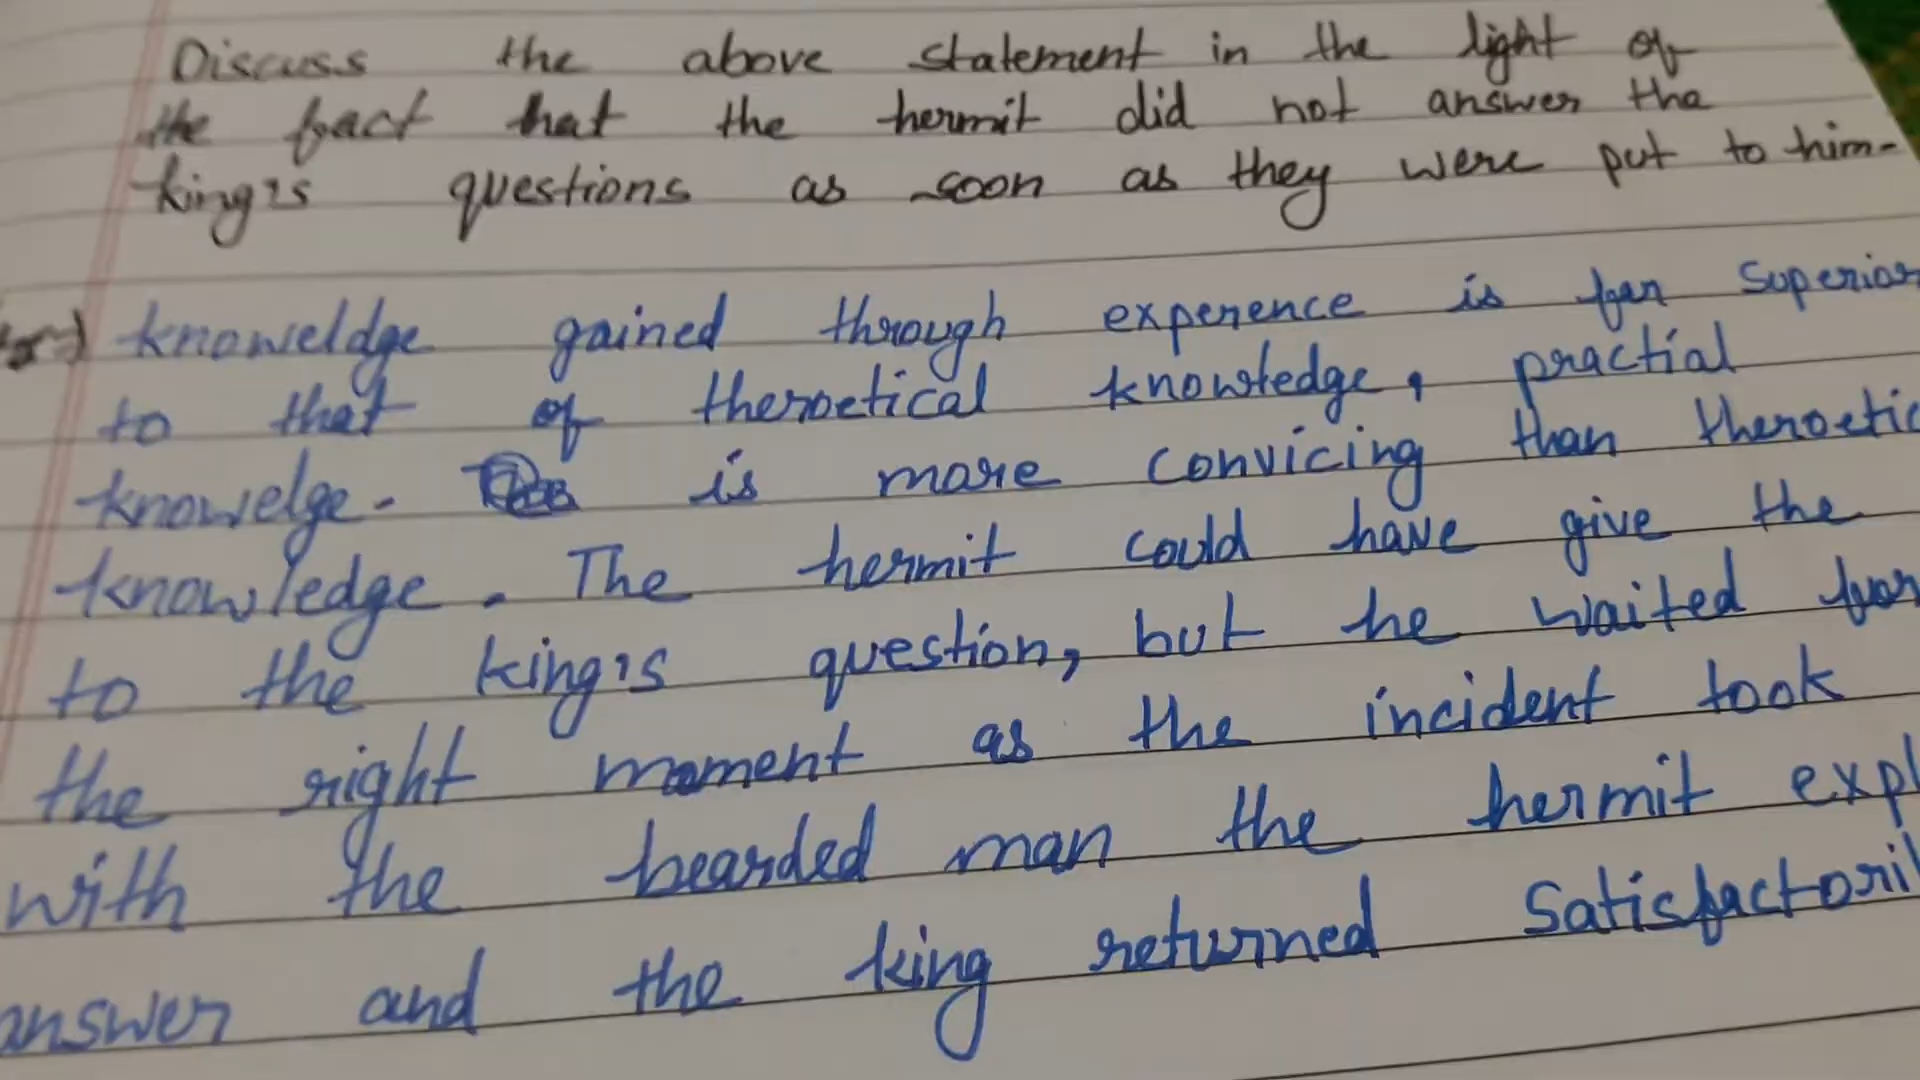 Discuss the above statement in the light of
the fact that the hermit did not answer the
king's questions as soon as they were put to him-
knoweldge gained through experence is far superior
to that of theroetical knowledge, practial
knowelge- is more convicing than theroetic
knowledge. The hermit could have give the
to the king's question, but he waited for
the right moment as the incident took
with the bearded man the hermit expl
answer and the king returned satisfactoril